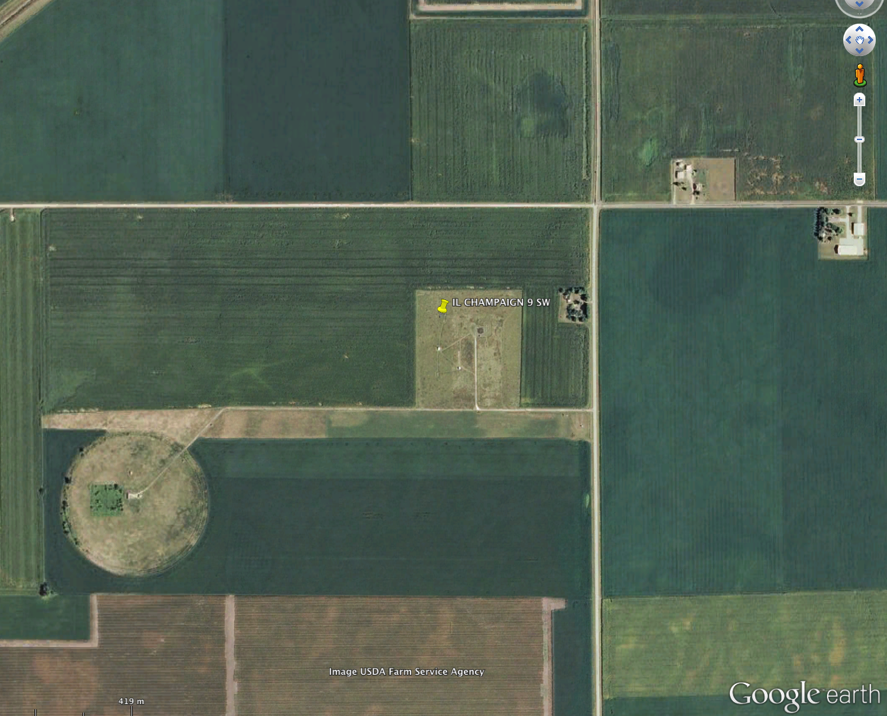 IL CHAMPAIGN 9 SW
Image USDA Farm Service Agency
419 m
Google earth